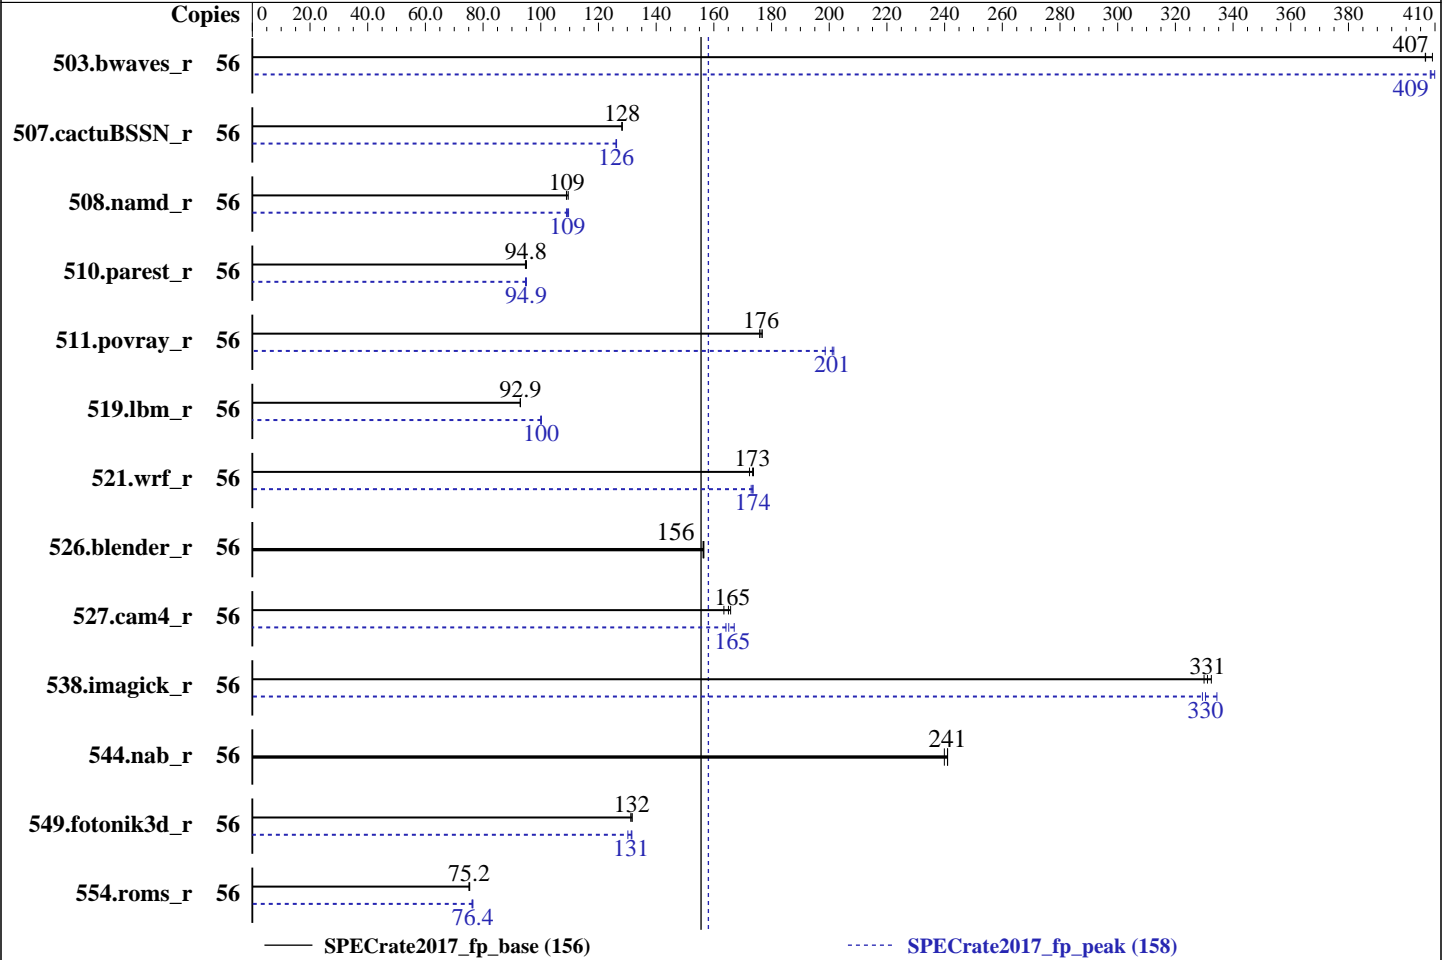 Copies 0 20.0 40.0 60.0 80.0 100 120 140 160 180 200 220 240 260 280 300 320 340 360 380 410
503.bwaves_r 56 407
409
507.cactuBSSN_r 56 128
126
508.namd_r 56 109
109
510.parest_r 56 94.8
94.9
511.povray_r 56 176
201
519.lbm_r 56 92.9
100
521.wrf_r 56 173
174
526.blender_r 56 156
527.cam4_r 56 165
165
538.imagick_r 56 331
330
544.nab_r 56 241
549.fotonik3d_r 56 132
131
554.roms_r 56 75.2
76.4
SPECrate2017_fp_base (156) SPECrate2017_fp_peak (158)